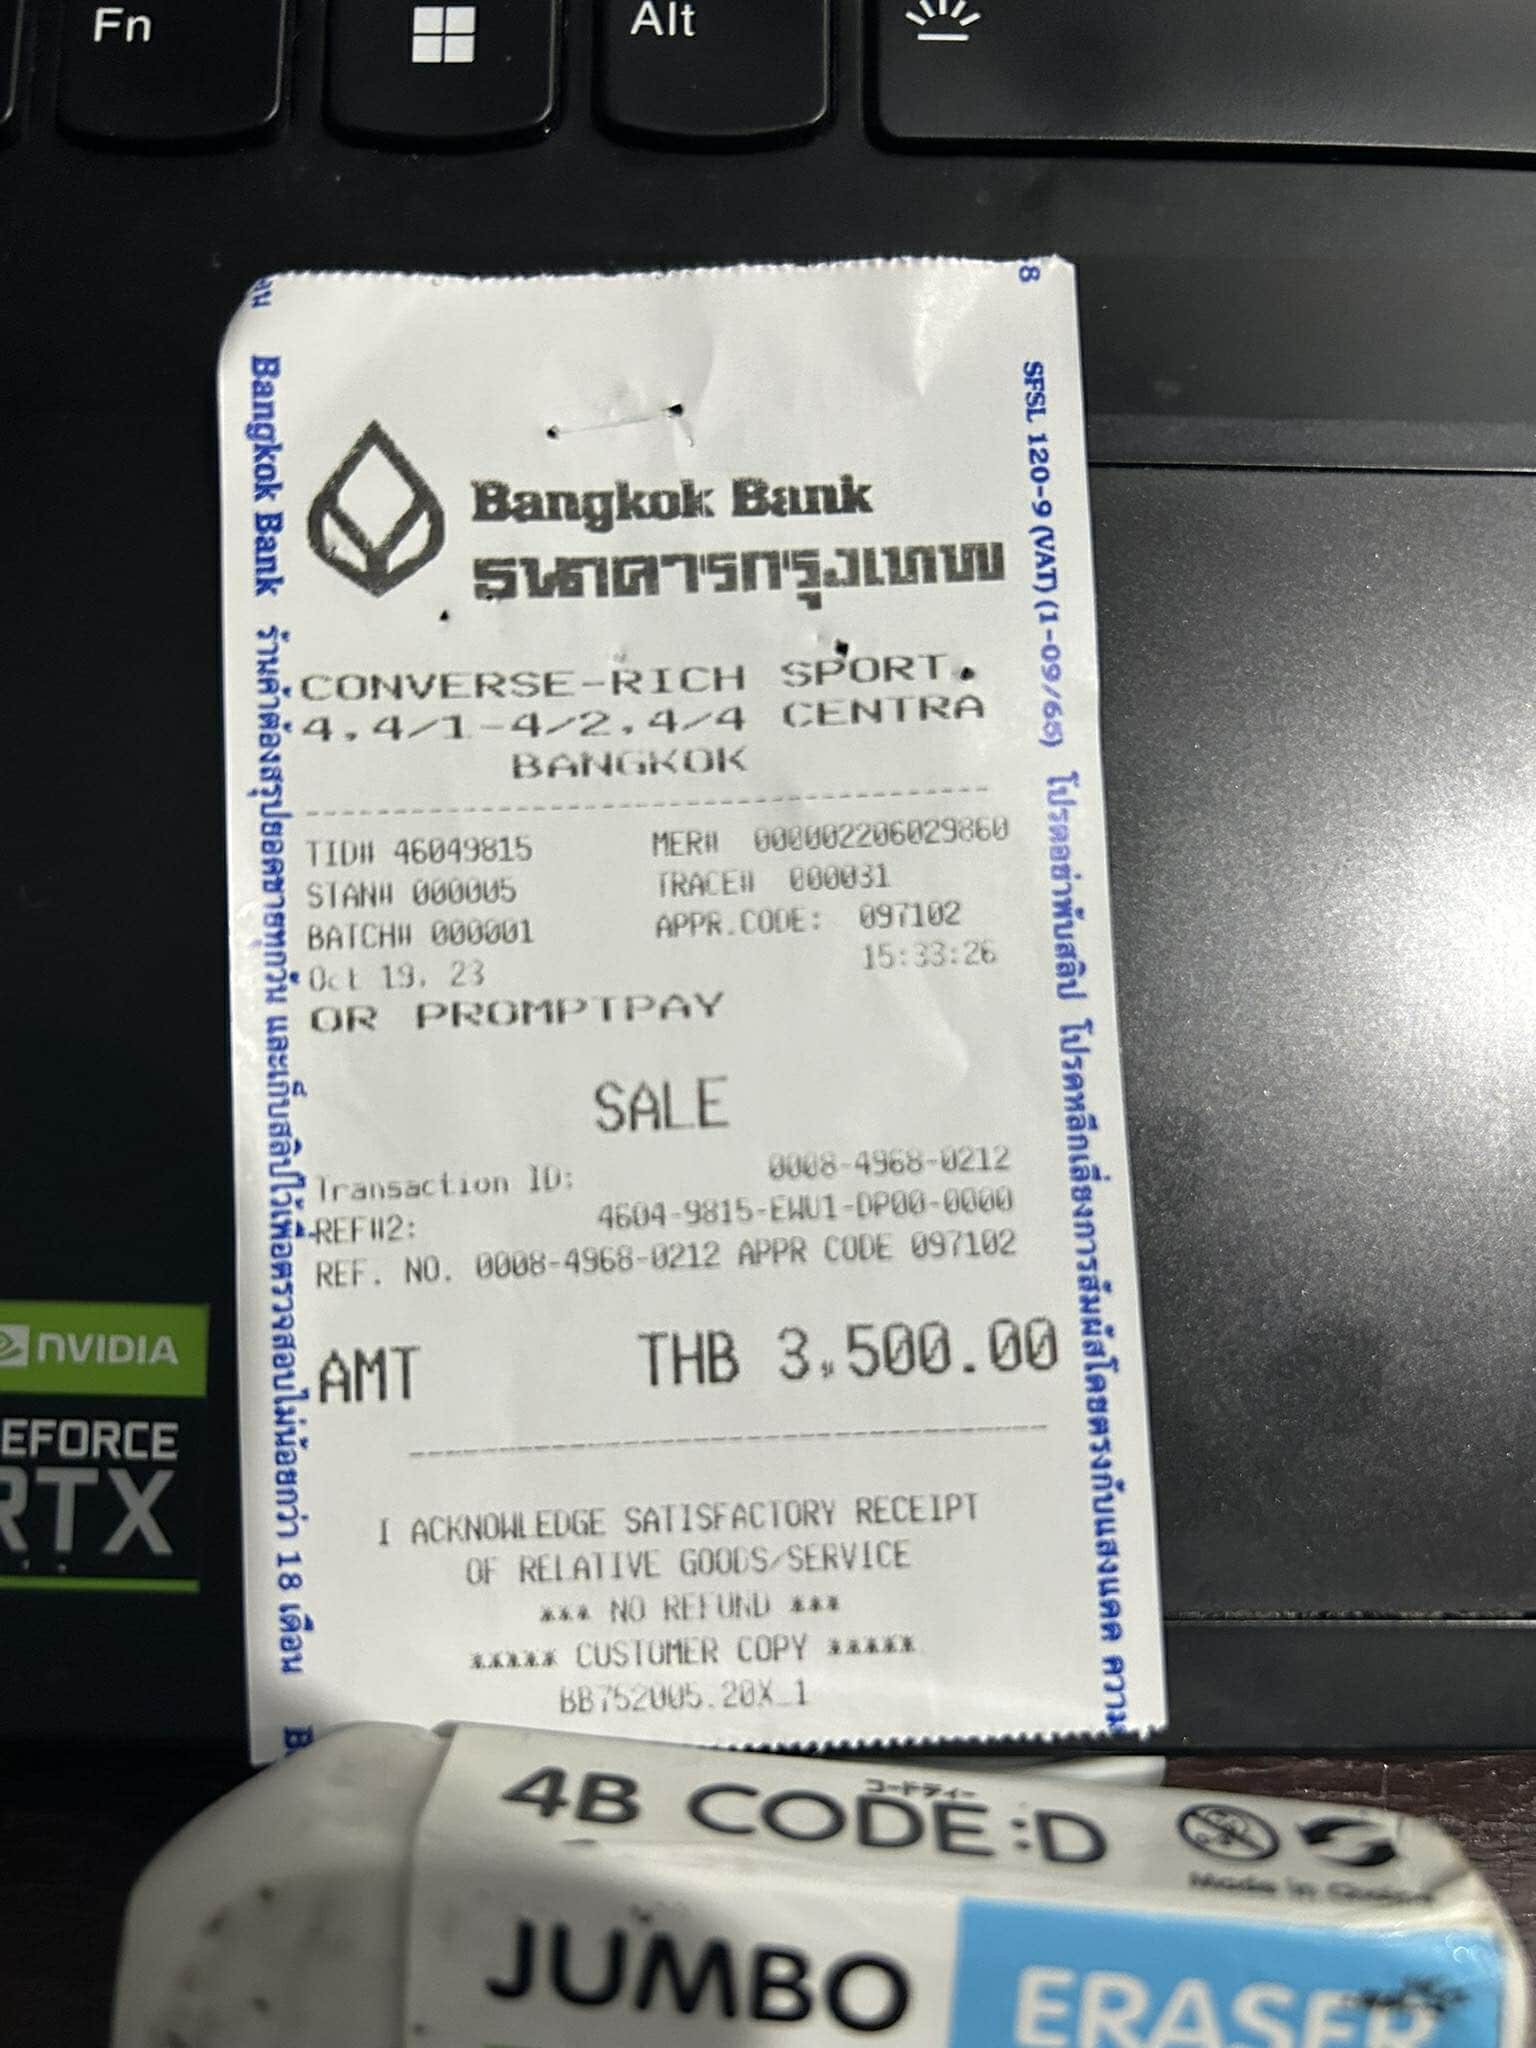 Fn
Alt
Bangkok Bank
ธนาคารกรุงเทพ
CONVERSE-RICH SPORT.
4,4/1-4/2,4/4 CENTRA
BANGKOK
TID# 46049815 MER# 000002206029860
STAN# 000005 TRACE# 000031
BATCH# 000001 APPR.CODE: 097102
Oct 19, 23 15:33:26
QR PROMPTPAY
SALE
Transaction ID: 0008-4968-0212
REF#2: 4604-9815-EWU1-DP00-0000
REF. NO. 0008-4968-0212 APPR CODE 097102
AMT THB 3,500.00
I ACKNOWLEDGE SATISFACTORY RECEIPT
OF RELATIVE GOODS/SERVICE
*** NO REFUND ***
***** CUSTOMER COPY *****
BB752005.20X_1
Bangkok Bank ร้านค้าต้องสรุปยอดขายทุกวัน และเก็บสลิปไว้เพื่อตรวจสอบไม่น้อยกว่า 18 เดือน
SFSL 120-9 (VAT) (1-09/65) โปรดอย่าพับสลิป โปรดหลีกเลี่ยงการสัมผัสโดยตรงกับแสงแดด ความ
NVIDIA
EFORCE
RTX
4B CODE:D
コードディー
JUMBO
ERASER